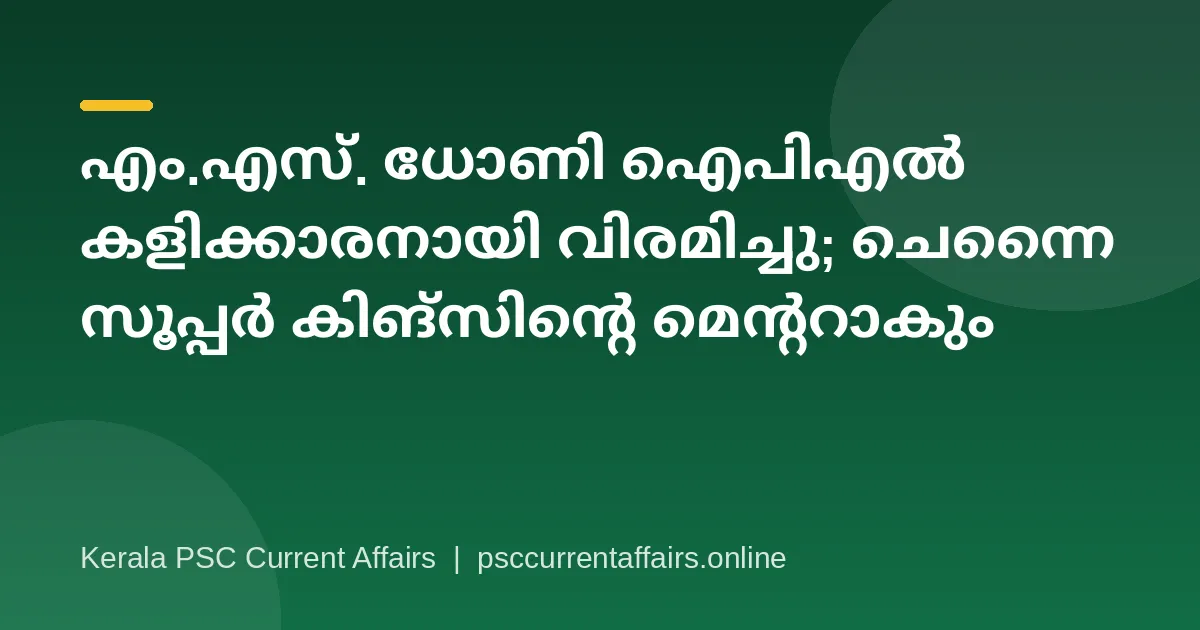 എം.എസ്. ധോണി ഐപിഎൽ
കളിക്കാരനായി വിരമിച്ചു; ചെന്നൈ
സൂപ്പർ കിങ്സിന്റെ മെന്ററാകും
Kerala PSC Current Affairs | psccurrentaffairs.online